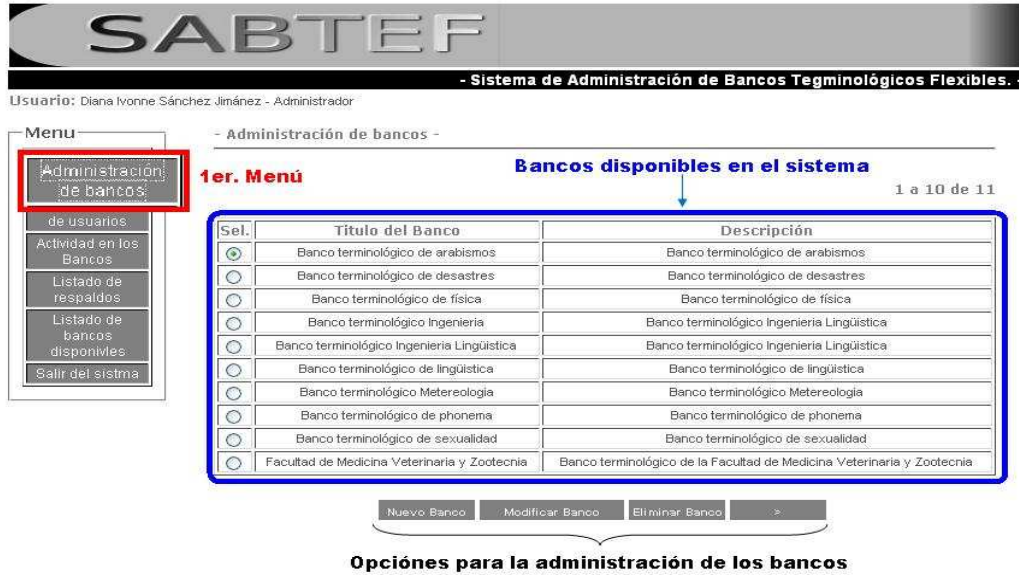 SABTEF
- Sistema de Administración de Bancos Tegminológicos Flexibles. -
Usuario: Diana Ivonne Sánchez Jimánez - Administrador
Menu
Administración
de bancos
1er. Menú
de usuarios
Actividad en los
Bancos
Listado de
respaldos
Listado de
bancos
disponivles
Salir del sistma
- Administración de bancos -
Bancos disponibles en el sistema
1 a 10 de 11
Sel. Titulo del Banco Descripción
Banco terminológico de arabismos Banco terminológico de arabismos
Banco terminológico de desastres Banco terminológico de desastres
Banco terminológico de física Banco terminológico de física
Banco terminológico Ingenieria Banco terminológico Ingenieria Lingüistica
Banco terminológico Ingenieria Lingüistica Banco terminológico Ingenieria Lingüistica
Banco terminológico de lingüistica Banco terminológico de lingüistica
Banco terminológico Metereologia Banco terminológico Metereologia
Banco terminológico de phonema Banco terminológico de phonema
Banco terminológico de sexualidad Banco terminológico de sexualidad
Facultad de Medicina Veterinaria y Zootecnia Banco terminológico de la Facultad de Medicina Veterinaria y Zootecnia
Nuevo Banco Modificar Banco Eliminar Banco »
Opciónes para la administración de los bancos